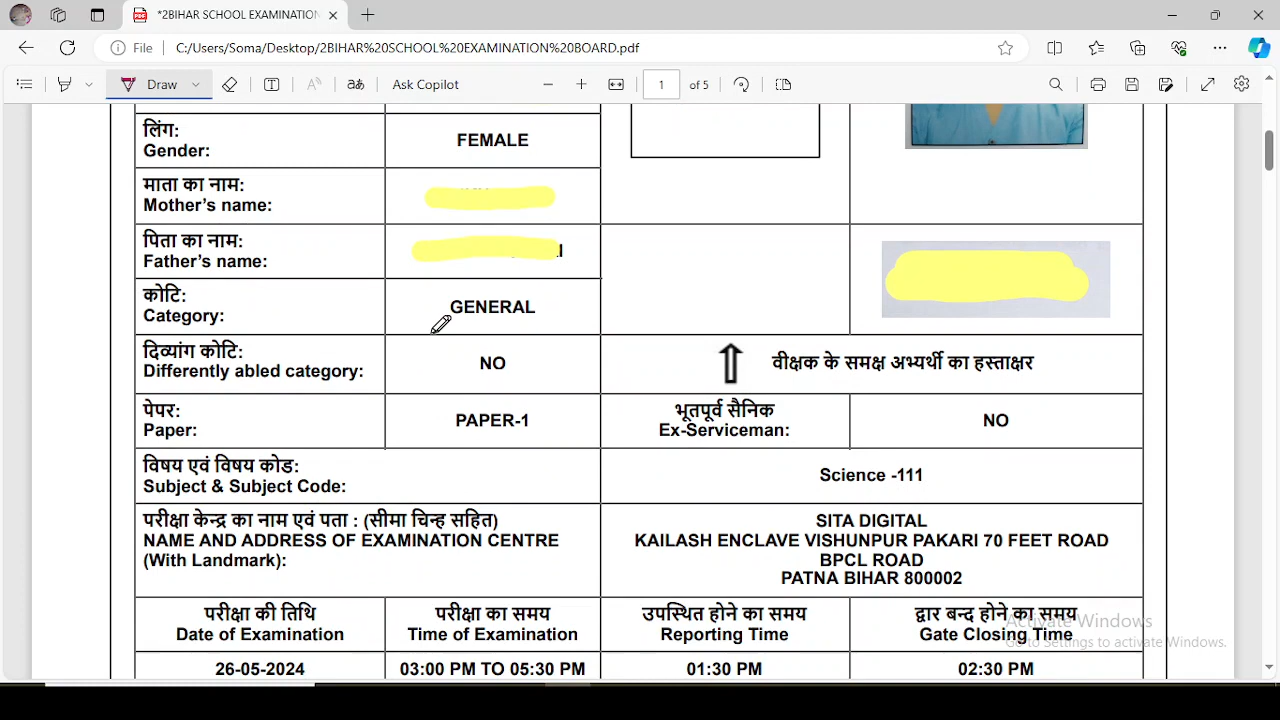 *2BIHAR SCHOOL EXAMINATION
File C:/Users/Soma/Desktop/2BIHAR%20SCHOOL%20EXAMINATION%20BOARD.pdf
Draw aあ Ask Copilot 1 of 5
लिंग:
Gender:
FEMALE
माता का नाम:
Mother's name:
पिता का नाम:
Father's name:
कोटि:
Category:
GENERAL
दिव्यांग कोटि:
Differently abled category:
NO
वीक्षक के समक्ष अभ्यर्थी का हस्ताक्षर
पेपर:
Paper:
PAPER-1
भूतपूर्व सैनिक
Ex-Serviceman:
NO
विषय एवं विषय कोड:
Subject & Subject Code:
Science -111
परीक्षा केन्द्र का नाम एवं पता : (सीमा चिन्ह सहित)
NAME AND ADDRESS OF EXAMINATION CENTRE
(With Landmark):
SITA DIGITAL
KAILASH ENCLAVE VISHUNPUR PAKARI 70 FEET ROAD
BPCL ROAD
PATNA BIHAR 800002
परीक्षा की तिथि
Date of Examination
परीक्षा का समय
Time of Examination
उपस्थित होने का समय
Reporting Time
द्वार बन्द होने का समय
Gate Closing Time
26-05-2024
03:00 PM TO 05:30 PM
01:30 PM
02:30 PM
Activate Windows
Go to Settings to activate Windows.